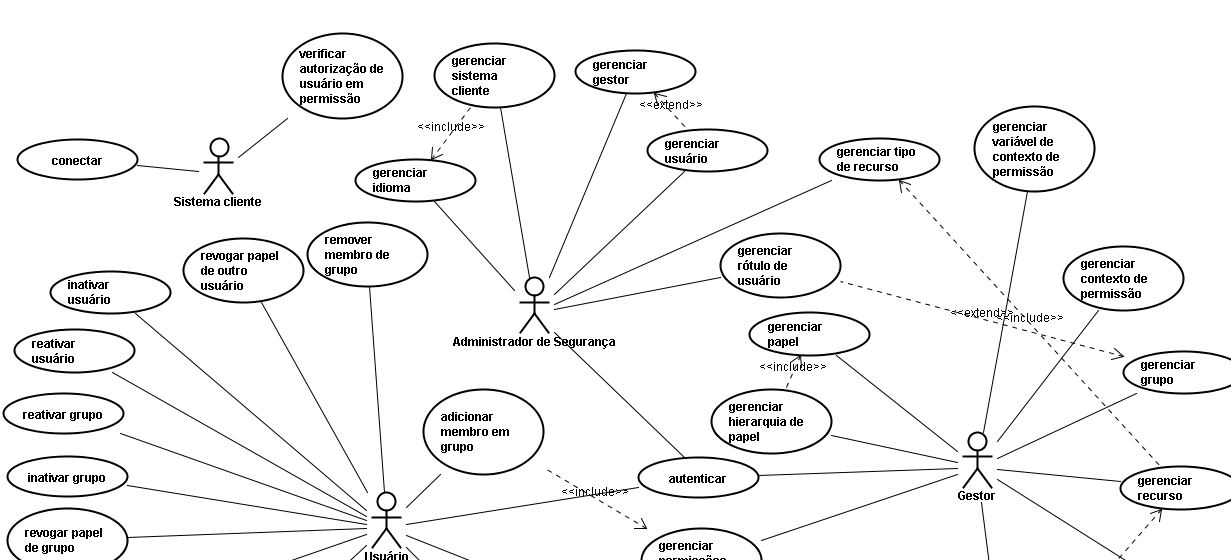 verificar
autorização de
usuário em
permissão
gerenciar
sistema
cliente
gerenciar
gestor
<<extend>>
<<include>>
conectar
Sistema cliente
gerenciar
idioma
gerenciar
usuário
gerenciar tipo
de recurso
gerenciar
variável de
contexto de
permissão
revogar papel
de outro
usuário
remover
membro de
grupo
gerenciar
rótulo de
usuário
gerenciar
contexto de
permissão
inativar
usuário
<<extend>>
<<include>>
reativar
usuário
Administrador de Segurança
gerenciar
papel
<<include>>
gerenciar
grupo
reativar grupo
adicionar
membro em
grupo
gerenciar
hierarquia de
papel
inativar grupo
autenticar
<<include>>
Gestor
gerenciar
recurso
revogar papel
de grupo
Usuário
gerenciar
permissões